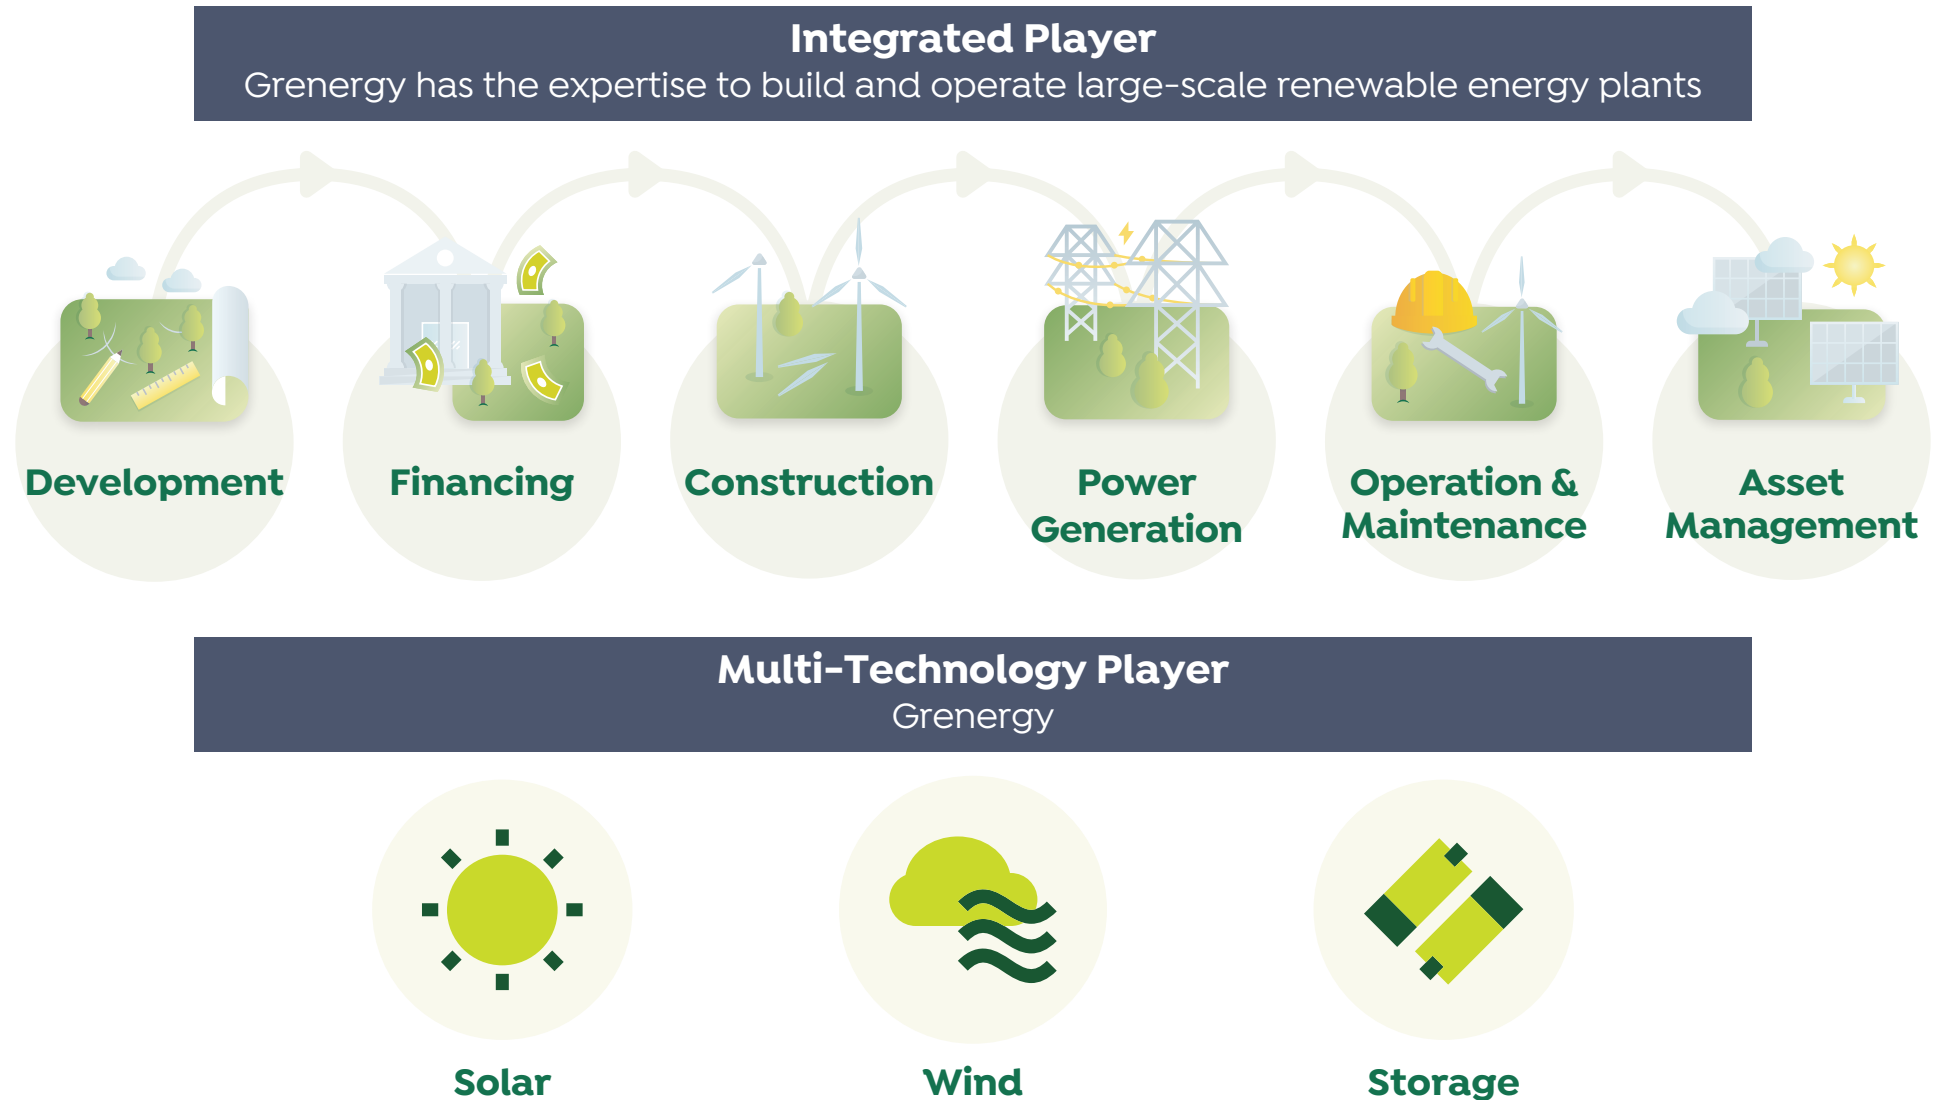 Integrated Player
Grenergy has the expertise to build and operate large-scale renewable energy plants
Development
Financing
Construction
Power
Generation
Operation &
Maintenance
Asset
Management
Multi-Technology Player
Grenergy
Solar
Wind
Storage